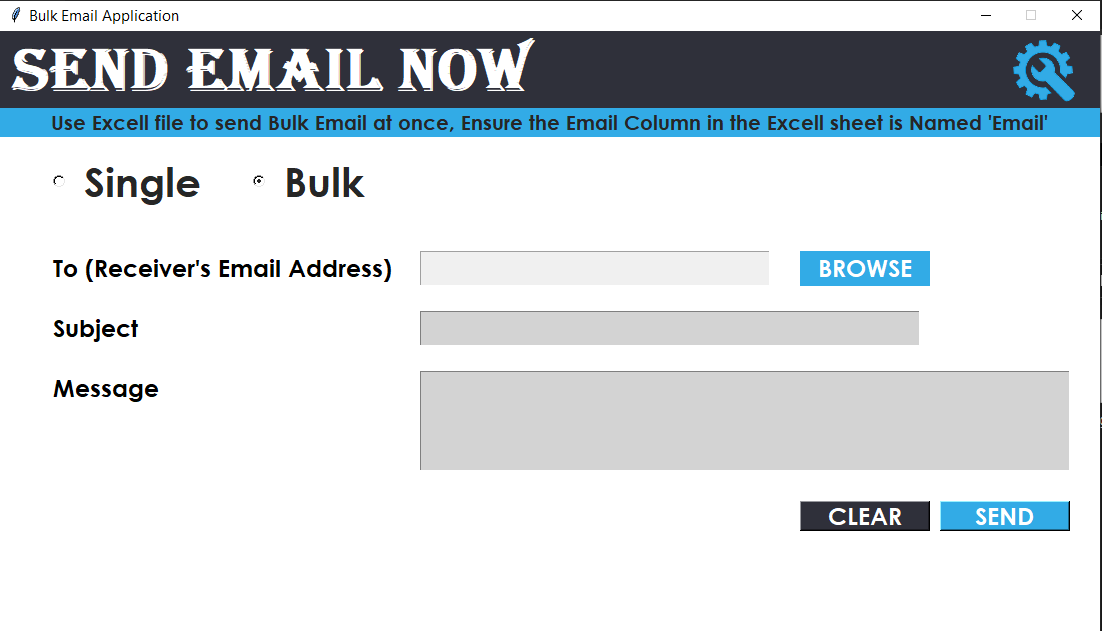 Bulk Email Application
SEND EMAIL NOW
Use Excell file to send Bulk Email at once, Ensure the Email Column in the Excell sheet is Named 'Email'
Single Bulk
To (Receiver's Email Address) BROWSE
Subject
Message
CLEAR SEND